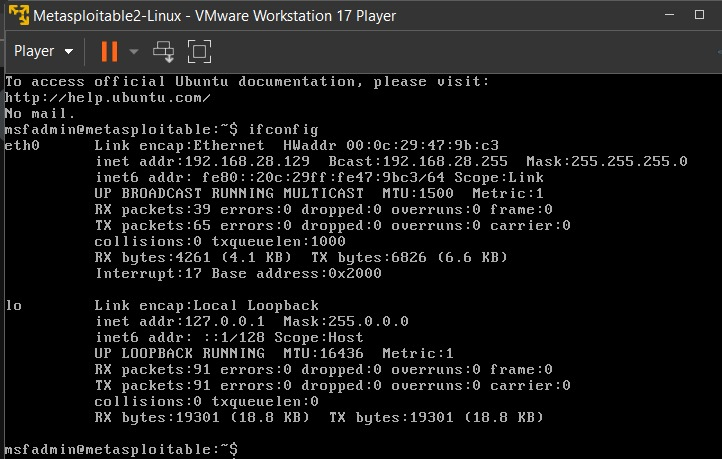 Metasploitable2-Linux - VMware Workstation 17 Player
Player
To access official Ubuntu documentation, please visit:
http://help.ubuntu.com/
No mail.
msfadmin@metasploitable:~$ ifconfig
eth0      Link encap:Ethernet  HWaddr 00:0c:29:47:9b:c3
          inet addr:192.168.28.129  Bcast:192.168.28.255  Mask:255.255.255.0
          inet6 addr: fe80::20c:29ff:fe47:9bc3/64 Scope:Link
          UP BROADCAST RUNNING MULTICAST  MTU:1500  Metric:1
          RX packets:39 errors:0 dropped:0 overruns:0 frame:0
          TX packets:65 errors:0 dropped:0 overruns:0 carrier:0
          collisions:0 txqueuelen:1000
          RX bytes:4261 (4.1 KB)  TX bytes:6826 (6.6 KB)
          Interrupt:17 Base address:0x2000
lo        Link encap:Local Loopback
          inet addr:127.0.0.1  Mask:255.0.0.0
          inet6 addr: ::1/128 Scope:Host
          UP LOOPBACK RUNNING  MTU:16436  Metric:1
          RX packets:91 errors:0 dropped:0 overruns:0 frame:0
          TX packets:91 errors:0 dropped:0 overruns:0 carrier:0
          collisions:0 txqueuelen:0
          RX bytes:19301 (18.8 KB)  TX bytes:19301 (18.8 KB)
msfadmin@metasploitable:~$